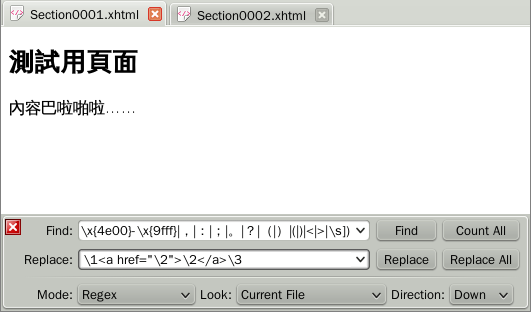 Section0001.xhtml Section0002.xhtml
測試用頁面
內容巴啦啪啦……
Find: \x{4e00}-\x{9fff}|，|：|；|。|？|（|）|(|)|<|>|\s]) Find Count All
Replace: \1<a href="\2">\2</a>\3 Replace Replace All
Mode: Regex Look: Current File Direction: Down